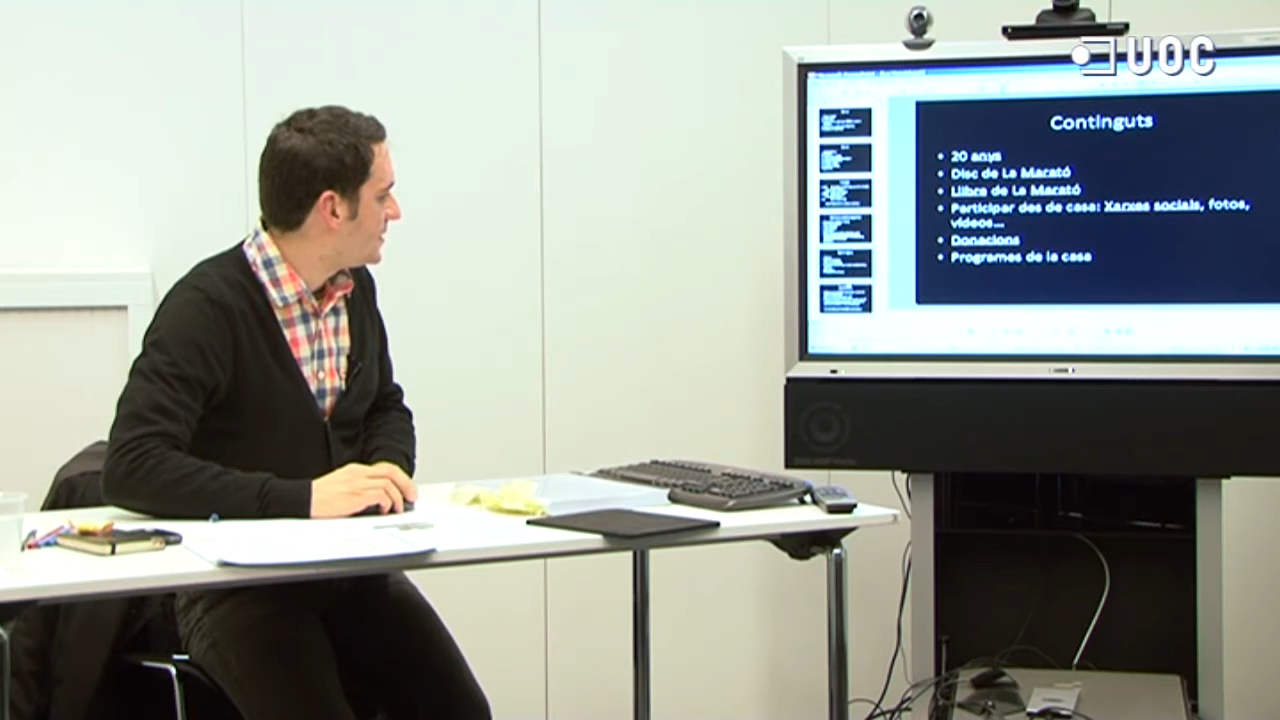 UOC
Continguts
• 20 anys
• Disc de La Marató
• Llibre de La Marató
• Participar des de casa: Xarxes socials, fotos,
vídeos...
• Donacions
• Programes de la casa